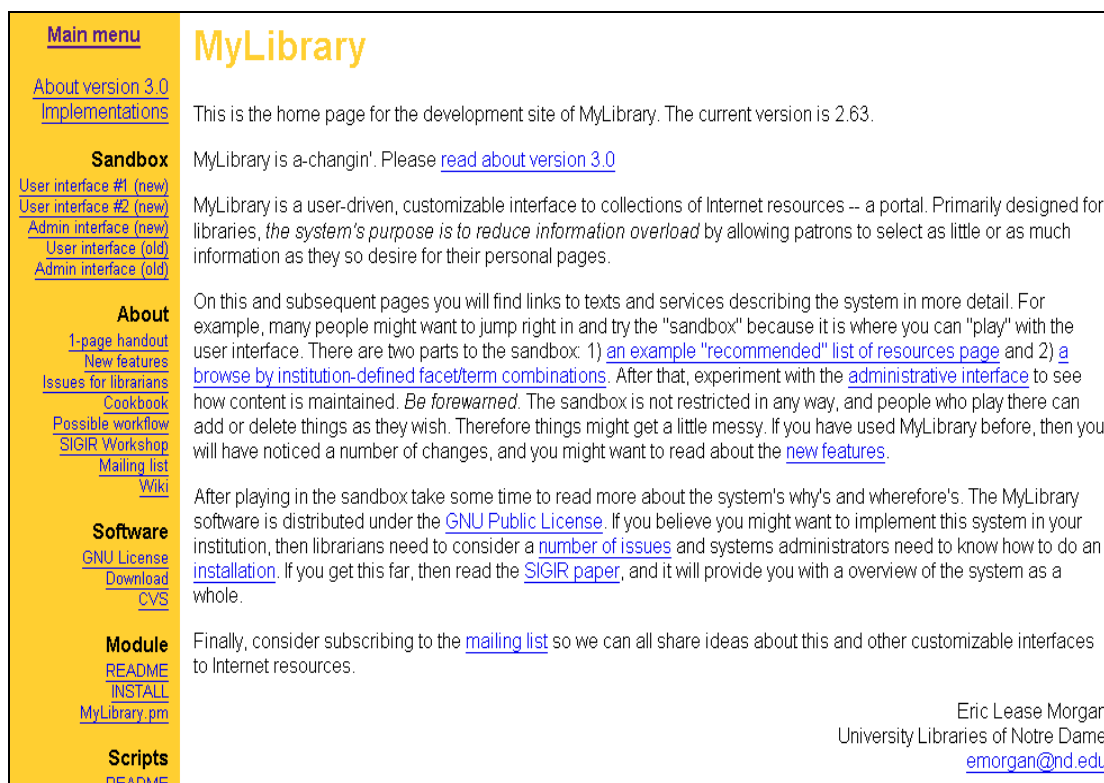 Main menu
About version 3.0
Implementations
Sandbox
User interface #1 (new)
User interface #2 (new)
Admin interface (new)
User interface (old)
Admin interface (old)
About
1-page handout
New features
Issues for librarians
Cookbook
Possible workflow
SIGIR Workshop
Mailing list
Wiki
Software
GNU License
Download
CVS
Module
README
INSTALL
MyLibrary.pm
Scripts
README
MyLibrary
This is the home page for the development site of MyLibrary. The current version is 2.63.
MyLibrary is a-changin'. Please read about version 3.0
MyLibrary is a user-driven, customizable interface to collections of Internet resources -- a portal. Primarily designed for
libraries, the system's purpose is to reduce information overload by allowing patrons to select as little or as much
information as they so desire for their personal pages.
On this and subsequent pages you will find links to texts and services describing the system in more detail. For
example, many people might want to jump right in and try the "sandbox" because it is where you can "play" with the
user interface. There are two parts to the sandbox: 1) an example "recommended" list of resources page and 2) a
browse by institution-defined facet/term combinations. After that, experiment with the administrative interface to see
how content is maintained. Be forewarned. The sandbox is not restricted in any way, and people who play there can
add or delete things as they wish. Therefore things might get a little messy. If you have used MyLibrary before, then you
will have noticed a number of changes, and you might want to read about the new features.
After playing in the sandbox take some time to read more about the system's why's and wherefore's. The MyLibrary
software is distributed under the GNU Public License. If you believe you might want to implement this system in your
institution, then librarians need to consider a number of issues and systems administrators need to know how to do an
installation. If you get this far, then read the SIGIR paper, and it will provide you with a overview of the system as a
whole.
Finally, consider subscribing to the mailing list so we can all share ideas about this and other customizable interfaces
to Internet resources.
Eric Lease Morgan
University Libraries of Notre Dame
emorgan@nd.edu